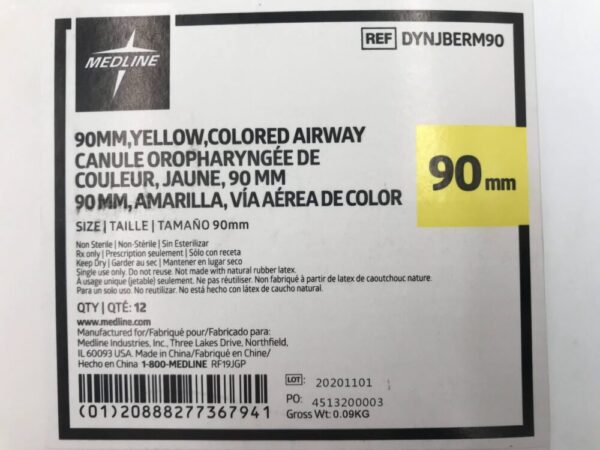 MEDLINE
REF DYNJBERM90
90MM,YELLOW,COLORED AIRWAY
CANULE OROPHARYNGÉE DE
COULEUR, JAUNE, 90 MM
90 MM, AMARILLA, VÍA AÉREA DE COLOR
90 mm
SIZE | TAILLE | TAMAÑO 90mm
Non Sterile | Non-Stérile | Sin Esterilizar
Rx only | Prescription seulement | Sólo con receta
Keep Dry | Garder au sec | Mantener en lugar seco
Single use only. Do not reuse. Not made with natural rubber latex.
À usage unique (jetable) seulement. Ne pas réutiliser. Non fabriqué à partir de latex de caoutchouc nature.
Para un solo uso. No reutilizar. No está hecho con látex de caucho natural.
QTY | QTÉ: 12
www.medline.com
Manufactured for/Fabriqué pour/Fabricado para:
Medline Industries, Inc., Three Lakes Drive, Northfield,
IL 60093 USA. Made in China/Fabriqué en Chine/
Hecho en China 1-800-MEDLINE RF19JGP
(01)20888277367941
LOT: 20201101
PO: 4513200003
Gross Wt: 0.09KG